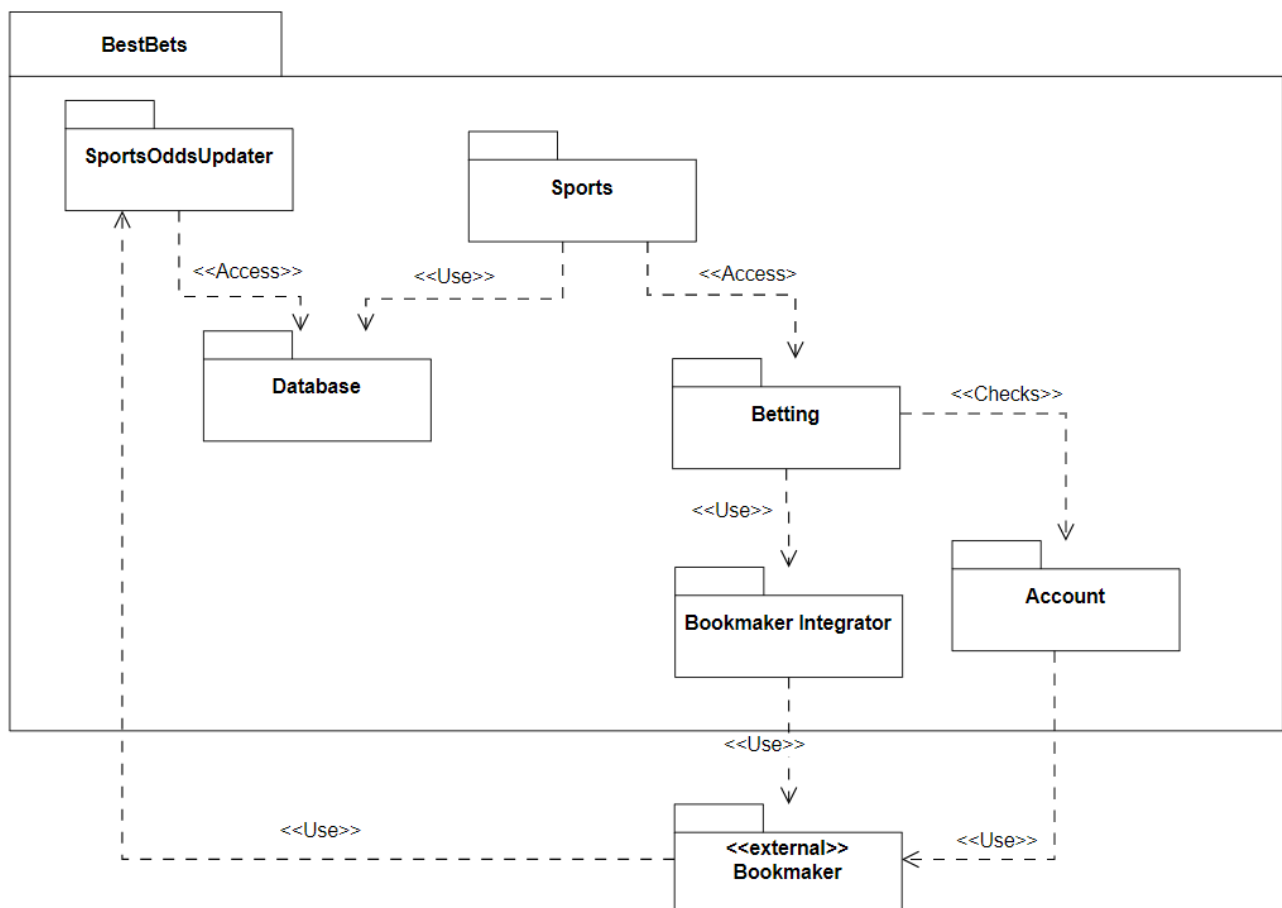 BestBets
SportsOddsUpdater
Sports
<<Access>>
<<Use>>
<<Access>
Database
Betting
<<Checks>>
<<Use>>
Bookmaker Integrator
Account
<<Use>>
<<Use>>
<<Use>>
<<external>>
Bookmaker